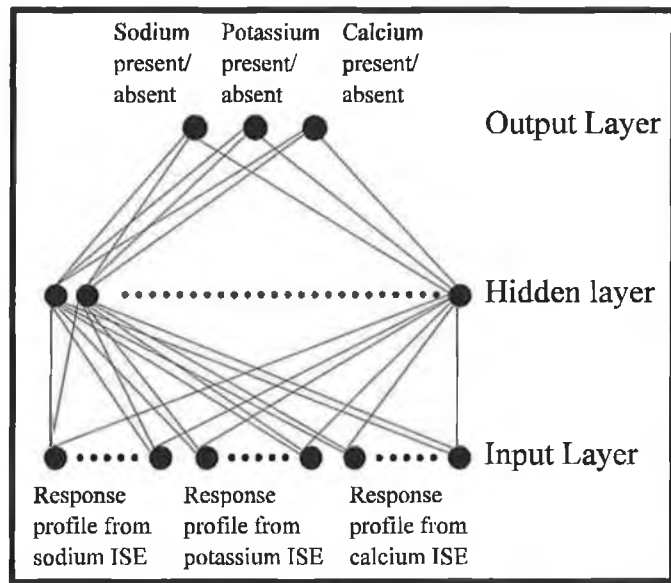 Sodium Potassium Calcium
present/ present/ present/
absent absent absent
Output Layer
Hidden layer
Input Layer
Response Response Response
profile from profile from profile from
sodium ISE potassium ISE calcium ISE